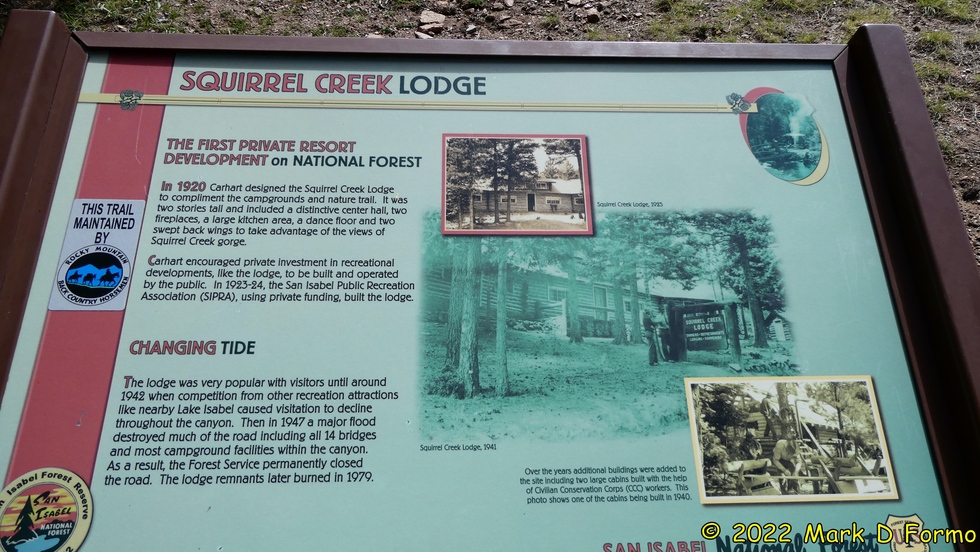 SQUIRREL CREEK LODGE
THE FIRST PRIVATE RESORT
DEVELOPMENT on NATIONAL FOREST
In 1920 Carhart designed the Squirrel Creek Lodge
to compliment the campgrounds and nature trail. It was
two stories tall and included a distinctive center hall, two
fireplaces, a large kitchen area, a dance floor and two
swept back wings to take advantage of the views of
Squirrel Creek gorge.
Carhart encouraged private investment in recreational
developments, like the lodge, to be built and operated
by the public. In 1923-24, the San Isabel Public Recreation
Association (SIPRA), using private funding, built the lodge.
CHANGING TIDE
The lodge was very popular with visitors until around
1942 when competition from other recreation attractions
like nearby Lake Isabel caused visitation to decline
throughout the canyon. Then in 1947 a major flood
destroyed much of the road including all 14 bridges
and most campground facilities within the canyon.
As a result, the Forest Service permanently closed
the road. The lodge remnants later burned in 1979.
THIS TRAIL
MAINTAINED
BY
ROCKY MOUNTAIN
BACK COUNTRY HORSEMEN
Isabel Forest Reserve
SAN
ISABEL
NATIONAL
FOREST
Squirrel Creek Lodge, 1925
SQUIRREL CREEK
LODGE
Squirrel Creek Lodge, 1941
Over the years additional buildings were added to
the site including two large cabins built with the help
of Civilian Conservation Corps (CCC) workers. This
photo shows one of the cabins being built in 1940.
SAN ISABEL National Forest
© 2022 Mark D Formo